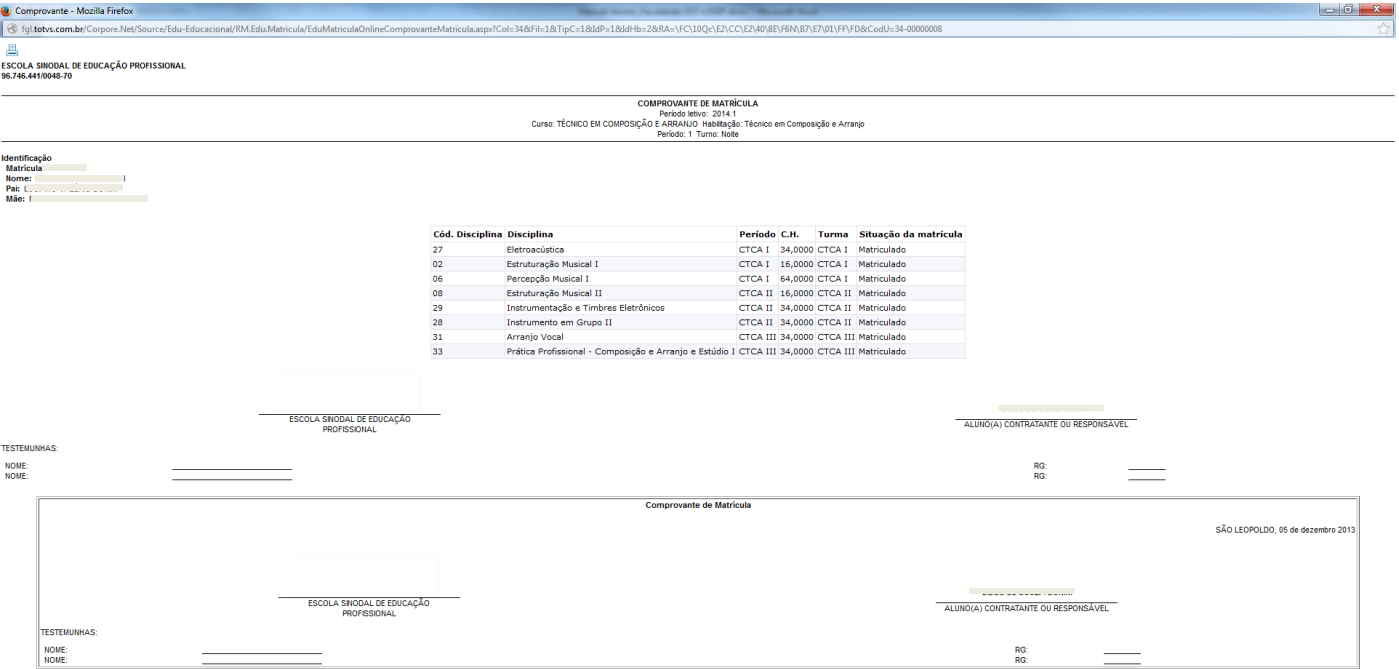 Comprovante - Mozilla Firefox
fgl.totvs.com.br/Corpore.Net/Source/Edu-Educacional/RM.Edu.Matricula/EduMatriculaOnlineComprovanteMatricula.aspx?Col=34&Fil=1&TipC=1&IdP=1&IdHb=2&RA=\FC\10Qc\E2\CC\E2\40\8E\F6N\B7\E7\01\FF\FD&CodU=34-00000008
ESCOLA SINODAL DE EDUCAÇÃO PROFISSIONAL
96.746.441/0048-70
COMPROVANTE DE MATRÍCULA
Período letivo: 2014.1
Curso: TÉCNICO EM COMPOSIÇÃO E ARRANJO Habilitação: Técnico em Composição e Arranjo
Período: 1 Turno: Noite
Identificação
Matrícula
Nome:
Pai:
Mãe:
Cód. Disciplina Disciplina Período C.H. Turma Situação da matrícula
27 Eletroacústica CTCA I 34,0000 CTCA I Matriculado
02 Estruturação Musical I CTCA I 16,0000 CTCA I Matriculado
06 Percepção Musical I CTCA I 64,0000 CTCA I Matriculado
08 Estruturação Musical II CTCA II 16,0000 CTCA II Matriculado
29 Instrumentação e Timbres Eletrônicos CTCA II 34,0000 CTCA II Matriculado
28 Instrumento em Grupo II CTCA II 34,0000 CTCA II Matriculado
31 Arranjo Vocal CTCA III 34,0000 CTCA III Matriculado
33 Prática Profissional - Composição e Arranjo e Estúdio I CTCA III 34,0000 CTCA III Matriculado
ESCOLA SINODAL DE EDUCAÇÃO
PROFISSIONAL
ALUNO(A) CONTRATANTE OU RESPONSÁVEL
TESTEMUNHAS:
NOME: RG:
NOME: RG:
Comprovante de Matrícula
SÃO LEOPOLDO, 05 de dezembro 2013
ESCOLA SINODAL DE EDUCAÇÃO
PROFISSIONAL
ALUNO(A) CONTRATANTE OU RESPONSÁVEL
TESTEMUNHAS:
NOME: RG:
NOME: RG: